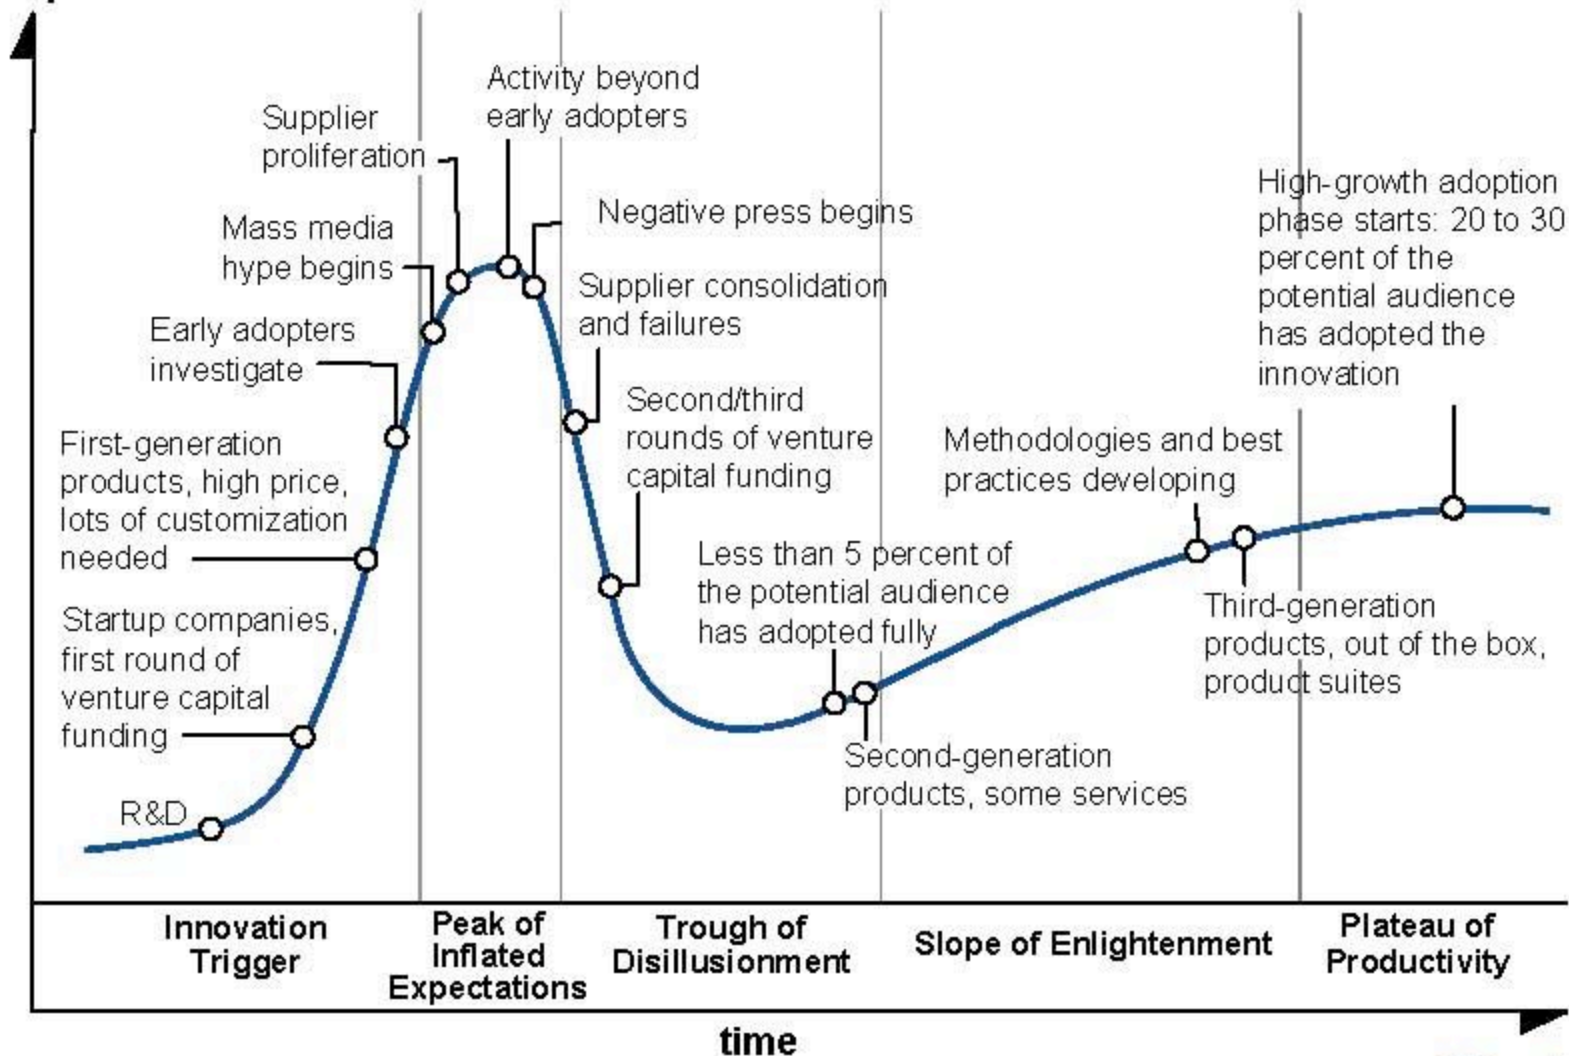 Activity beyond
early adopters
Supplier
proliferation
High-growth adoption
phase starts: 20 to 30
percent of the
potential audience
has adopted the
innovation
Negative press begins
Mass media
hype begins
Supplier consolidation
and failures
Early adopters
investigate
Second/third
rounds of venture
capital funding
First-generation
products, high price,
lots of customization
needed
Methodologies and best
practices developing
Less than 5 percent of
the potential audience
has adopted fully
Third-generation
products, out of the box,
product suites
Startup companies,
first round of
venture capital
funding
Second-generation
products, some services
R&D
Innovation
Trigger
Peak of
Inflated
Expectations
Trough of
Disillusionment
Slope of Enlightenment
Plateau of
Productivity
time